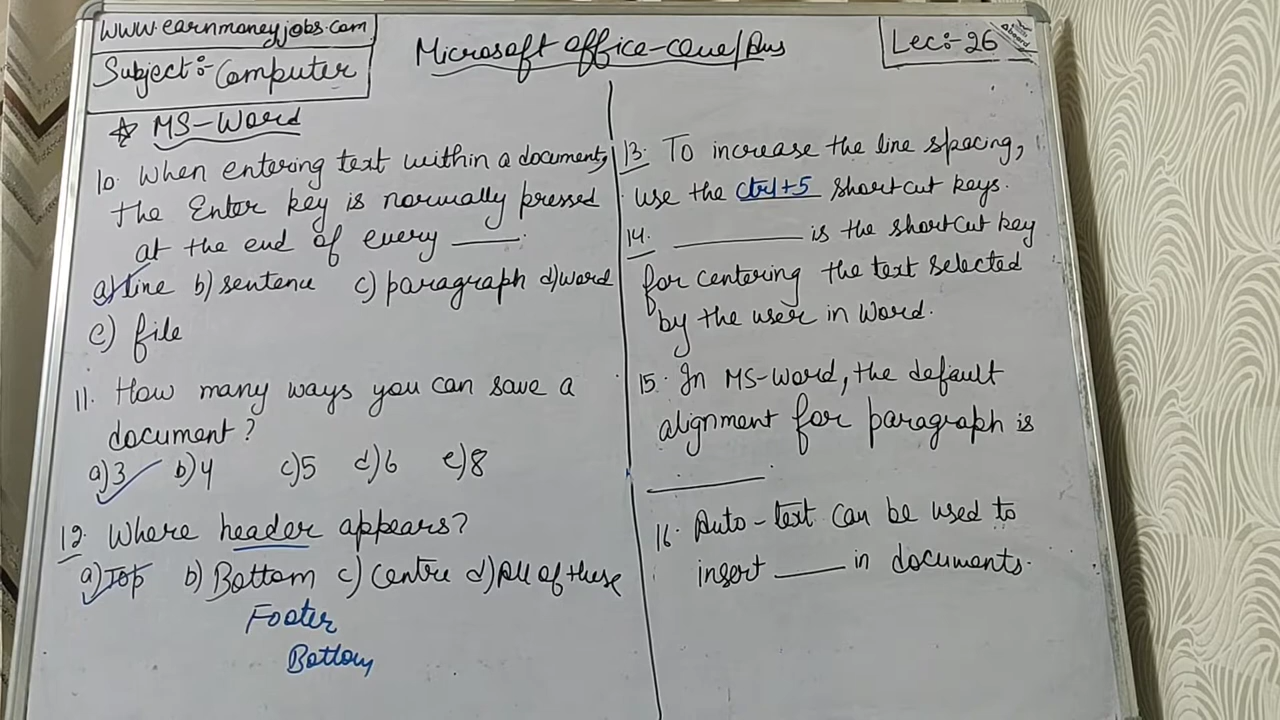 www.earnmoneyjobs.com
Subject:- Computer
Microsoft office-
Lec:-26
☆ MS-Word
10. When entering text within a document,
the Enter key is normally pressed
at the end of every ____.
a) line b) sentence c) paragraph d) word
e) file
11. How many ways you can save a
document?
a) 3 b) 4 c) 5 d) 6 e) 8
12. Where header appears?
a) Top b) Bottom c) Centre d) All of these
Footer
Bottom
13. To increase the line spacing,
use the ctrl+5 shortcut keys.
14. ________ is the shortcut key
for centering the text selected
by the user in Word.
15. In MS-Word, the default
alignment for paragraph is
________.
16. Auto-text can be used to
insert ____ in documents.